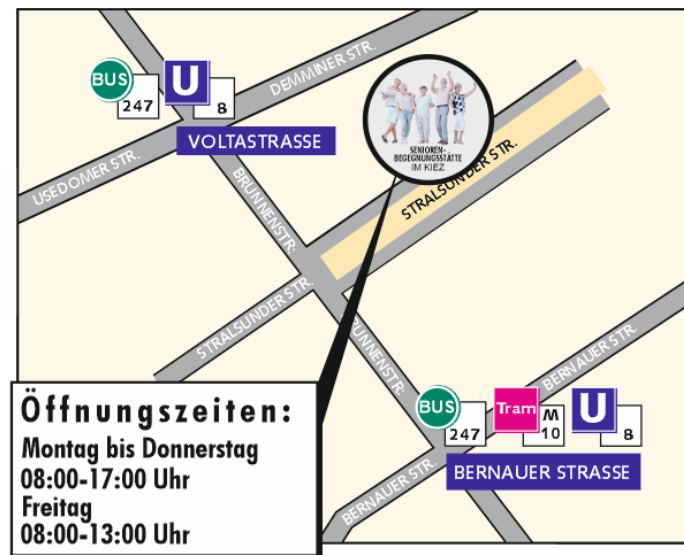 BUS
247
U
8
DEMMINER STR.
VOLTASTRASSE
USEDOMER STR.
BRUNNENSTR.
SENIOREN-
BEGEGNUNGSSTÄTTE
IM KIEZ
STRALSUNDER STR.
STRALSUNDER STR.
BRUNNENSTR.
BERNAUER STR.
BUS
247
Tram
M
10
U
8
BERNAUER STRASSE
BERNAUER STR.
Öffnungszeiten:
Montag bis Donnerstag
08:00-17:00 Uhr
Freitag
08:00-13:00 Uhr